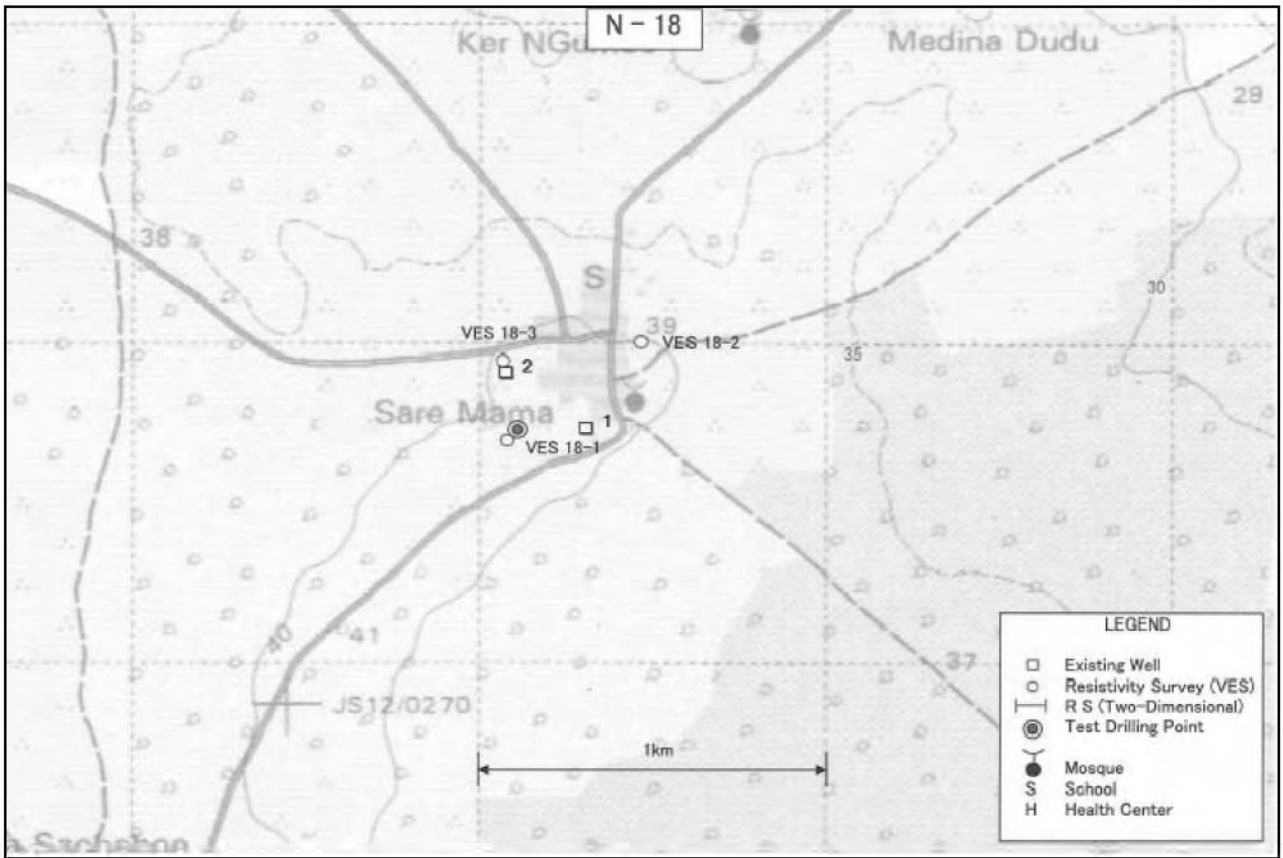 N - 18
Medina Dudu
29
38
S
30
VES 18-3
39
VES 18-2
35
2
Sare Mama
1
VES 18-1
40
41
37
JS12/0270
1km
LEGEND
Existing Well
Resistivity Survey (VES)
R S (Two-Dimensional)
Test Drilling Point
Mosque
S School
H Health Center